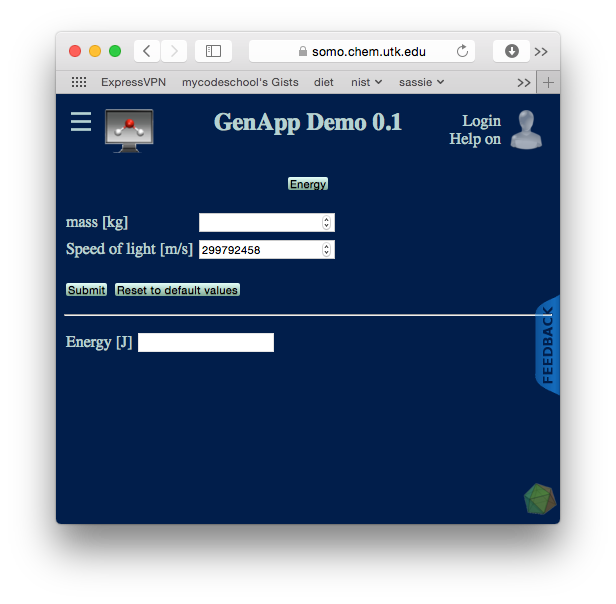 somo.chem.utk.edu
ExpressVPN mycodeschool's Gists diet nist sassie
GenApp Demo 0.1
Login
Help on
Energy
mass [kg]
Speed of light [m/s] 299792458
Submit Reset to default values
FEEDBACK
Energy [J]